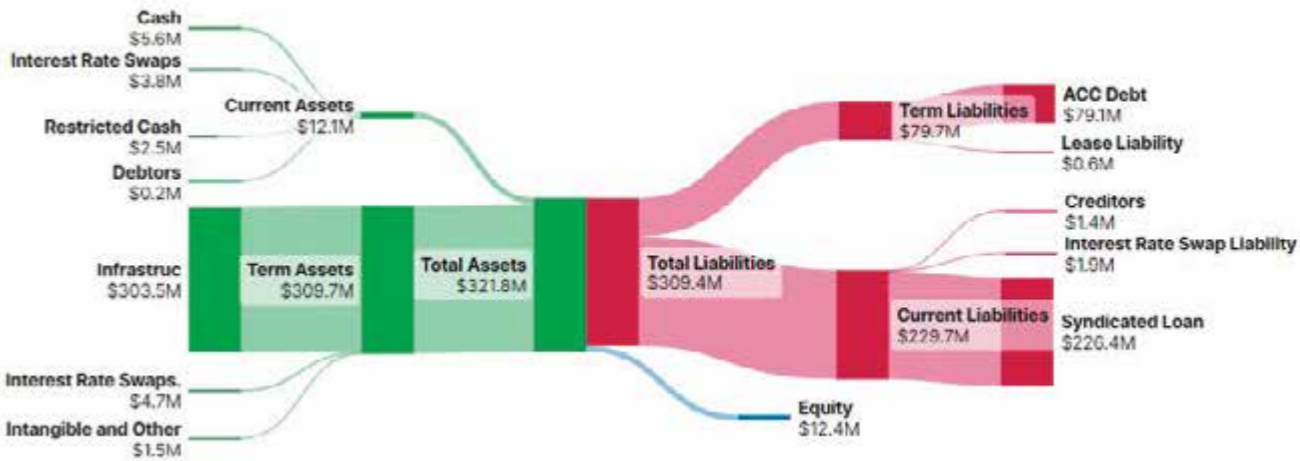 Cash
$5.6M
Interest Rate Swaps
$3.8M
Current Assets
$12.1M
Restricted Cash
$2.5M
Debtors
$0.2M
Infrastruc
$303.5M
Term Assets
$309.7M
Total Assets
$321.8M
Interest Rate Swaps.
$4.7M
Intangible and Other
$1.5M
Total Liabilities
$309.4M
Term Liabilities
$79.7M
ACC Debt
$79.1M
Lease Liability
$0.6M
Creditors
$1.4M
Interest Rate Swap Liability
$1.9M
Current Liabilities
$229.7M
Syndicated Loan
$226.4M
Equity
$12.4M